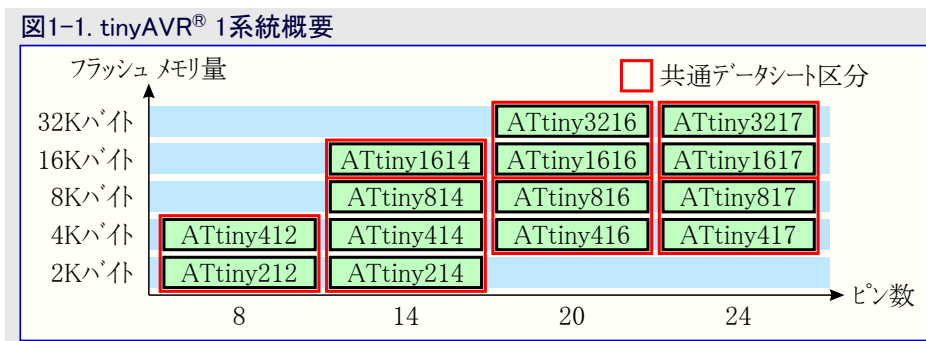 図1-1. tinyAVR® 1系統概要
フラッシュ メモリ量
共通データシート区分
32Kバイト ATtiny3216 ATtiny3217
16Kバイト ATtiny1614 ATtiny1616 ATtiny1617
8Kバイト ATtiny814 ATtiny816 ATtiny817
4Kバイト ATtiny412 ATtiny414 ATtiny416 ATtiny417
2Kバイト ATtiny212 ATtiny214
ピン数
8 14 20 24